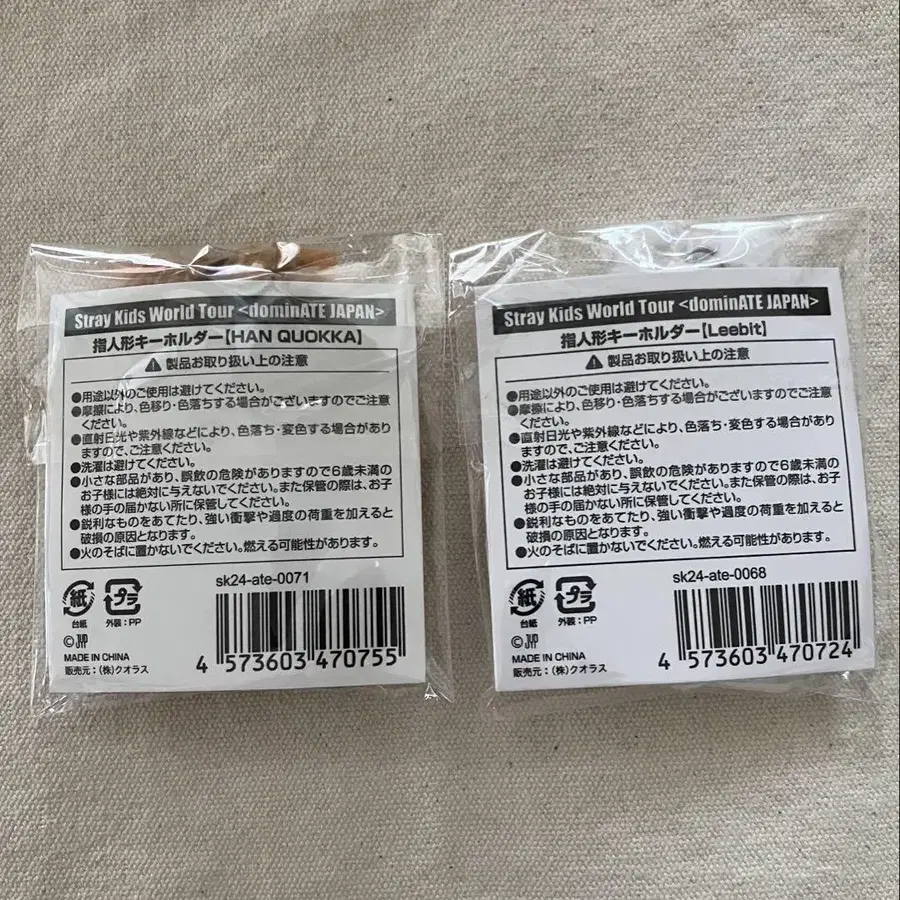 Stray Kids World Tour <dominATE JAPAN>
指人形キーホルダー【HAN QUOKKA】
製品お取り扱い上の注意
●用途以外のご使用は避けてください。
●摩擦により、色移り・色落ちする場合がございますのでご注意
ください。
●直射日光や紫外線などにより、色落ち・変色する場合があり
ますので、ご注意ください。
●洗濯は避けてください。
●小さな部品があり、誤飲の危険がありますので6歳未満の
お子様には絶対に与えないでください。また保管の際は、お子
様の手の届かない所に保管してください。
●鋭利なものをあてたり、強い衝撃や過度の荷重を加えると
破損の原因となります。
●火のそばに置かないでください。燃える可能性があります。
sk24-ate-0071
紙
プラ
台紙
外装:PP
©JYP
MADE IN CHINA
販売元:(株)クオラス
4 573603 470755
Stray Kids World Tour <dominATE JAPAN>
指人形キーホルダー【Leebit】
製品お取り扱い上の注意
●用途以外のご使用は避けてください。
●摩擦により、色移り・色落ちする場合がございますのでご注意
ください。
●直射日光や紫外線などにより、色落ち・変色する場合があり
ますので、ご注意ください。
●洗濯は避けてください。
●小さな部品があり、誤飲の危険がありますので6歳未満の
お子様には絶対に与えないでください。また保管の際は、お子
様の手の届かない所に保管してください。
●鋭利なものをあてたり、強い衝撃や過度の荷重を加えると
破損の原因となります。
●火のそばに置かないでください。燃える可能性があります。
sk24-ate-0068
紙
プラ
台紙
外装:PP
©JYP
MADE IN CHINA
販売元:(株)クオラス
4 573603 470724